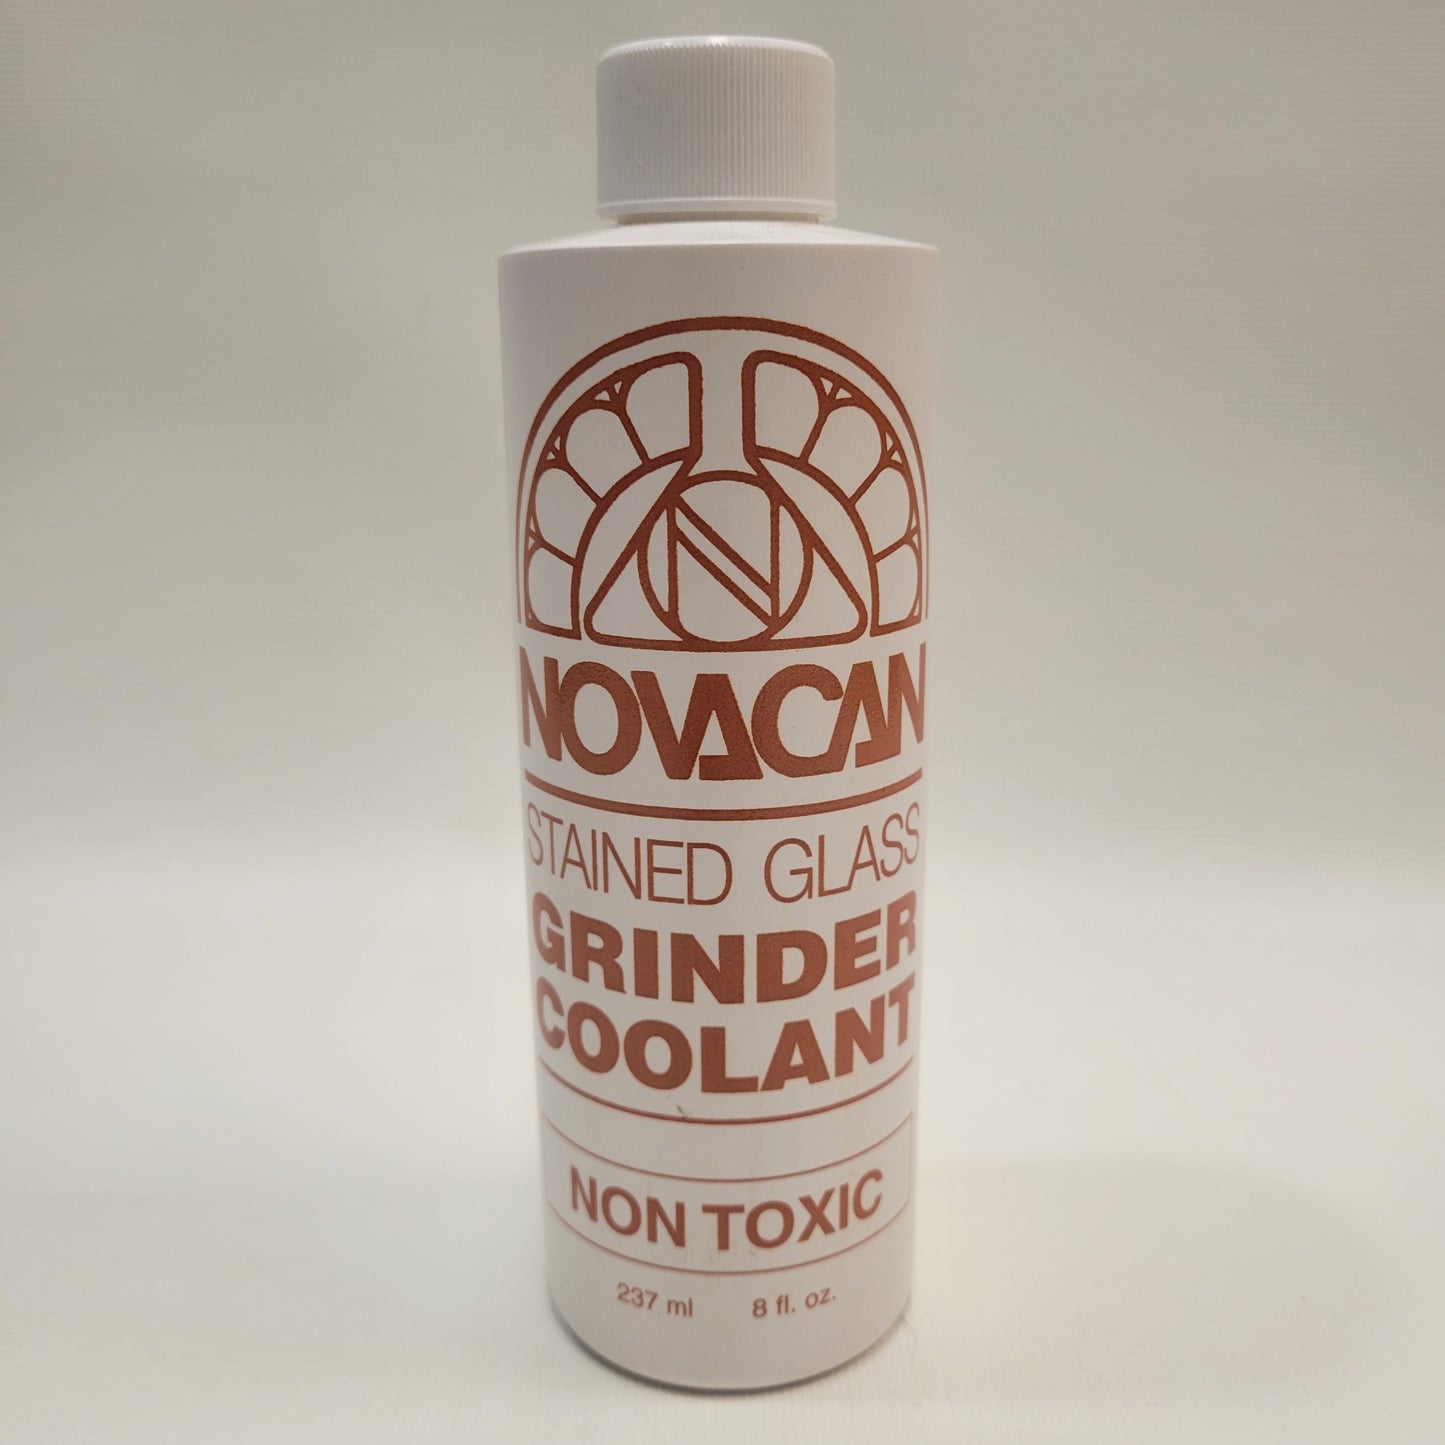 N
NOVACAN
STAINED GLASS
GRINDER
COOLANT
NON TOXIC
237 ml 8 fl. oz.